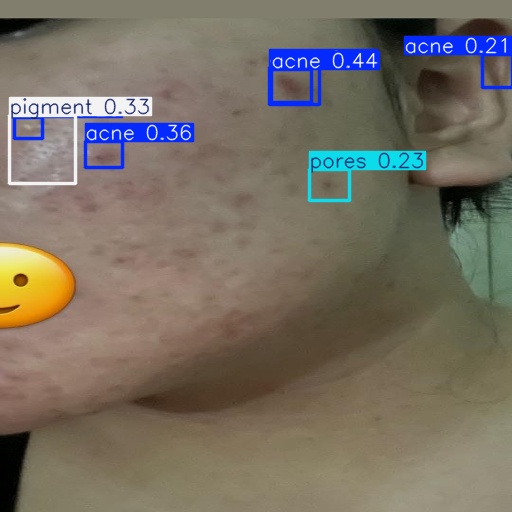 acne 0.21
acne 0.44
pigment 0.33
acne 0.36
pores 0.23